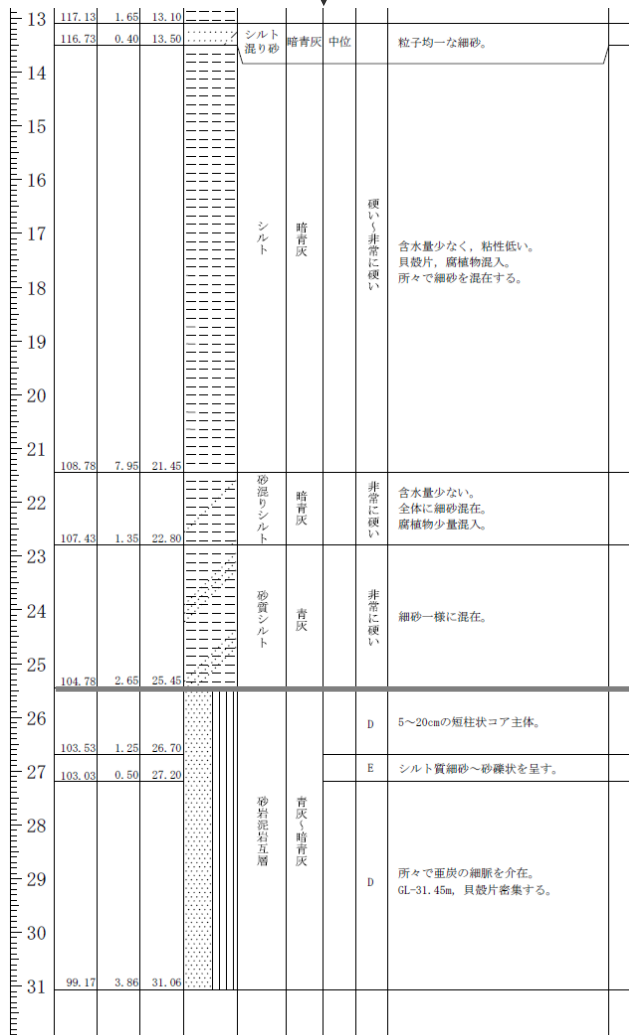 13
117.13 1.65 13.10
116.73 0.40 13.50
シルト混り砂
暗青灰
中位
粒子均一な細砂。
14
15
16
17
18
19
20
21
シルト
暗青灰
硬い~非常に硬い
含水量少なく，粘性低い。
貝殻片，腐植物混入。
所々で細砂を混在する。
108.78 7.95 21.45
22
砂混りシルト
暗青灰
非常に硬い
含水量少ない。
全体に細砂混在。
腐植物少量混入。
107.43 1.35 22.80
23
24
25
砂質シルト
青灰
非常に硬い
細砂一様に混在。
104.78 2.65 25.45
26
D
5~20cmの短柱状コア主体。
103.53 1.25 26.70
27
E
シルト質細砂~砂礫状を呈す。
103.03 0.50 27.20
28
29
30
31
砂岩泥岩互層
青灰~暗青灰
D
所々で亜炭の細脈を介在。
GL-31.45m，貝殻片密集する。
99.17 3.86 31.06